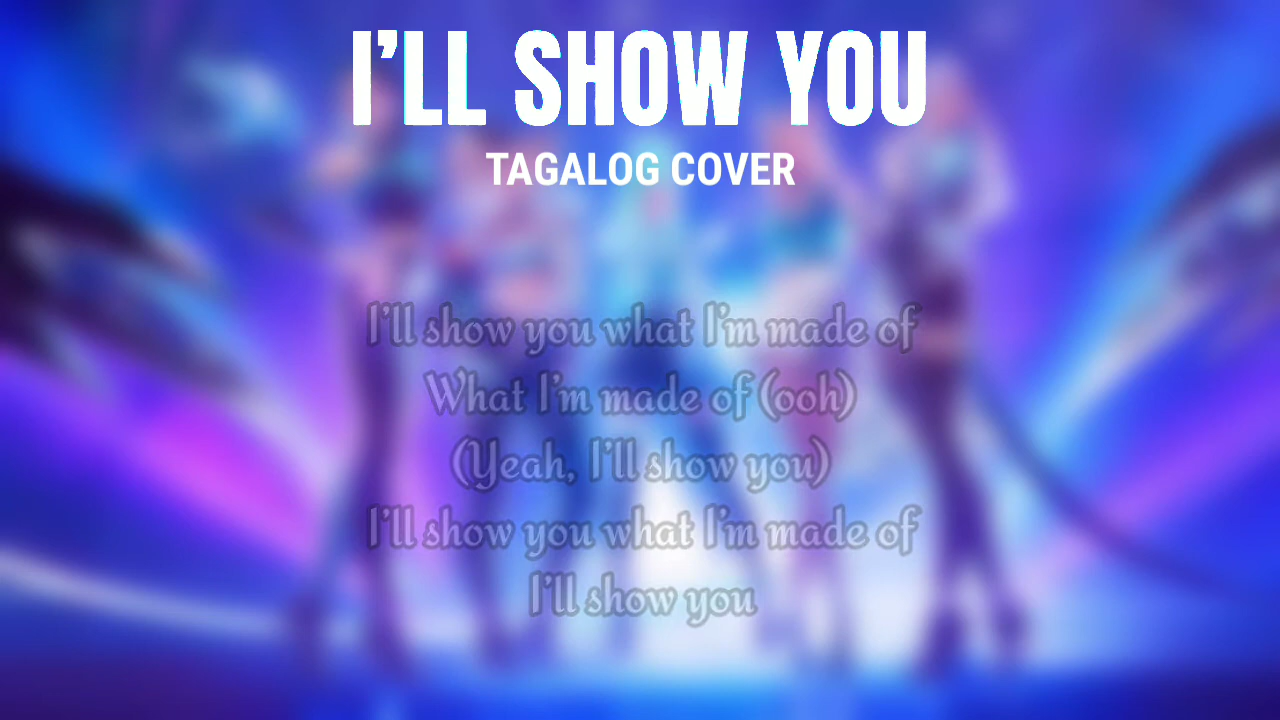 I'LL SHOW YOU
TAGALOG COVER
I'll show you what I'm made of
What I'm made of (ooh)
(Yeah, I'll show you)
I'll show you what I'm made of
I'll show you